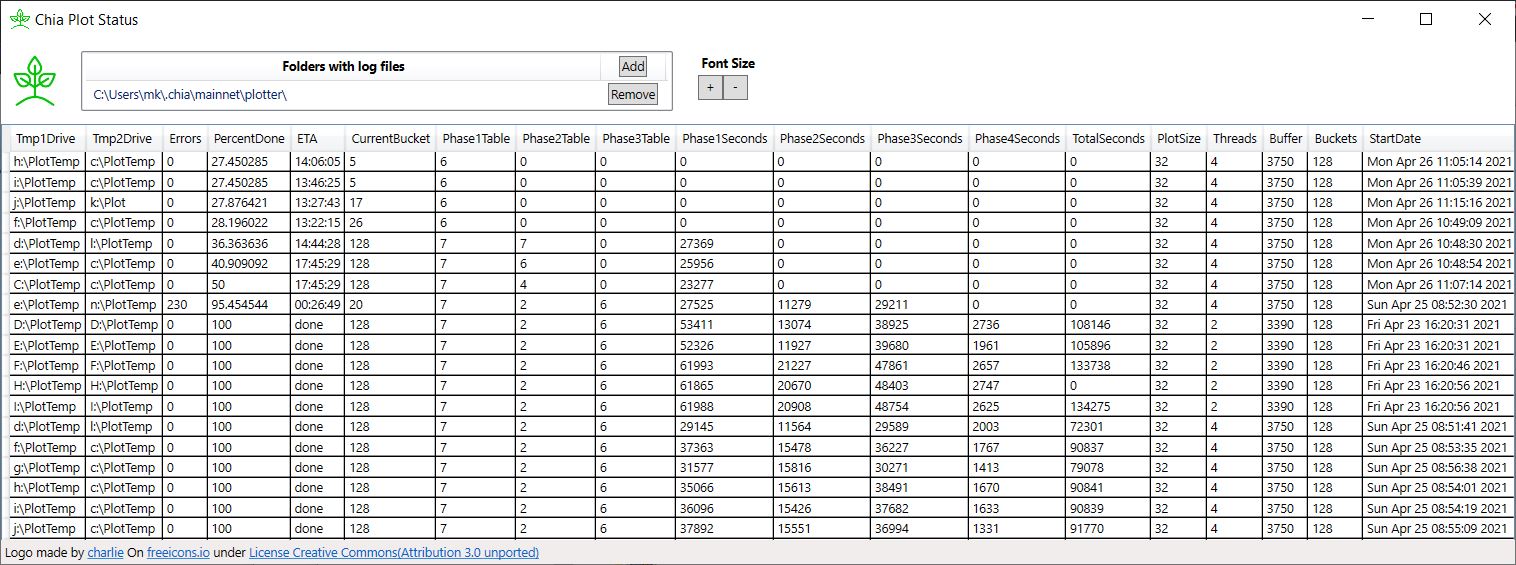 Chia Plot Status
Folders with log files Add
C:\Users\mk\.chia\mainnet\plotter\ Remove
Font Size
+ -
Tmp1Drive Tmp2Drive Errors PercentDone ETA CurrentBucket Phase1Table Phase2Table Phase3Table Phase1Seconds Phase2Seconds Phase3Seconds Phase4Seconds TotalSeconds PlotSize Threads Buffer Buckets StartDate
h:\PlotTemp c:\PlotTemp 0 27.450285 14:06:05 5 6 0 0 0 0 0 0 0 32 4 3750 128 Mon Apr 26 11:05:14 2021
i:\PlotTemp c:\PlotTemp 0 27.450285 13:46:25 5 6 0 0 0 0 0 0 0 32 4 3750 128 Mon Apr 26 11:05:39 2021
j:\PlotTemp k:\Plot 0 27.876421 13:27:43 17 6 0 0 0 0 0 0 0 32 4 3750 128 Mon Apr 26 11:15:16 2021
f:\PlotTemp c:\PlotTemp 0 28.196022 13:22:15 26 6 0 0 0 0 0 0 0 32 4 3750 128 Mon Apr 26 10:49:09 2021
d:\PlotTemp l:\PlotTemp 0 36.363636 14:44:28 128 7 7 0 27369 0 0 0 0 32 4 3750 128 Mon Apr 26 10:48:30 2021
e:\PlotTemp c:\PlotTemp 0 40.909092 17:45:29 128 7 6 0 25956 0 0 0 0 32 4 3750 128 Mon Apr 26 10:48:54 2021
C:\PlotTemp c:\PlotTemp 0 50 17:45:29 128 7 4 0 23277 0 0 0 0 32 4 3750 128 Mon Apr 26 11:07:14 2021
e:\PlotTemp n:\PlotTemp 230 95.454544 00:26:49 20 7 2 6 27525 11279 29211 0 0 32 4 3750 128 Sun Apr 25 08:52:30 2021
D:\PlotTemp D:\PlotTemp 0 100 done 128 7 2 6 53411 13074 38925 2736 108146 32 2 3390 128 Fri Apr 23 16:20:31 2021
E:\PlotTemp E:\PlotTemp 0 100 done 128 7 2 6 52326 11927 39680 1961 105896 32 2 3390 128 Fri Apr 23 16:20:31 2021
F:\PlotTemp F:\PlotTemp 0 100 done 128 7 2 6 61993 21227 47861 2657 133738 32 2 3390 128 Fri Apr 23 16:20:46 2021
H:\PlotTemp H:\PlotTemp 0 100 done 128 7 2 6 61865 20670 48403 2747 0 32 2 3390 128 Fri Apr 23 16:20:56 2021
I:\PlotTemp I:\PlotTemp 0 100 done 128 7 2 6 61988 20908 48754 2625 134275 32 2 3390 128 Fri Apr 23 16:20:56 2021
d:\PlotTemp l:\PlotTemp 0 100 done 128 7 2 6 29145 11564 29589 2003 72301 32 4 3750 128 Sun Apr 25 08:51:41 2021
f:\PlotTemp c:\PlotTemp 0 100 done 128 7 2 6 37363 15478 36227 1767 90837 32 4 3750 128 Sun Apr 25 08:53:35 2021
g:\PlotTemp c:\PlotTemp 0 100 done 128 7 2 6 31577 15816 30271 1413 79078 32 4 3750 128 Sun Apr 25 08:56:38 2021
h:\PlotTemp c:\PlotTemp 0 100 done 128 7 2 6 35066 15613 38491 1670 90841 32 4 3750 128 Sun Apr 25 08:54:01 2021
i:\PlotTemp c:\PlotTemp 0 100 done 128 7 2 6 36096 15426 37682 1633 90839 32 4 3750 128 Sun Apr 25 08:54:19 2021
j:\PlotTemp c:\PlotTemp 0 100 done 128 7 2 6 37892 15551 36994 1331 91770 32 4 3750 128 Sun Apr 25 08:55:09 2021
Logo made by charlie On freeicons.io under License Creative Commons(Attribution 3.0 unported)